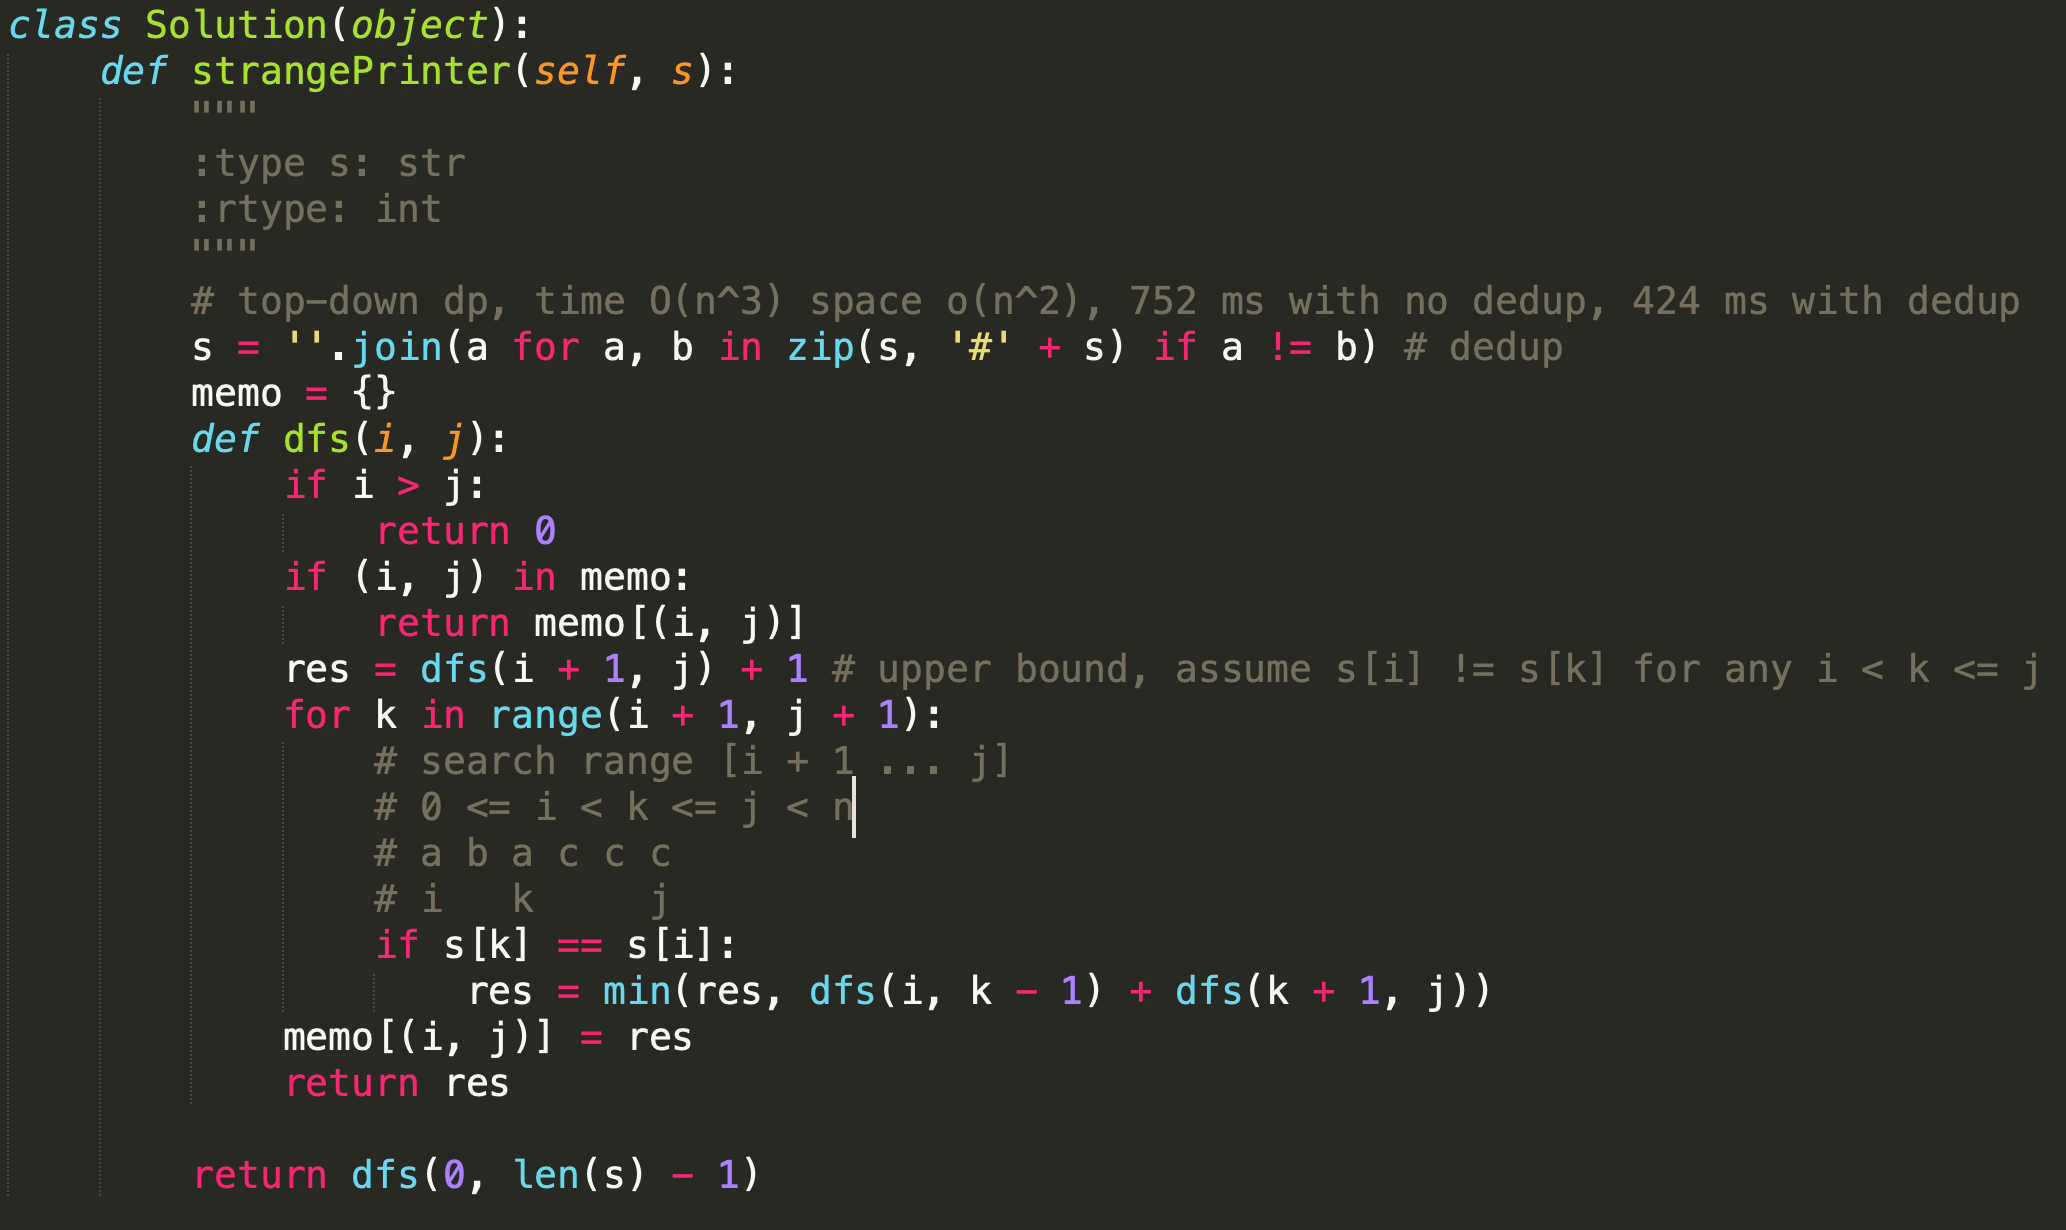 class Solution(object):
    def strangePrinter(self, s):
        """
        :type s: str
        :rtype: int
        """
        # top-down dp, time O(n^3) space o(n^2), 752 ms with no dedup, 424 ms with dedup
        s = ''.join(a for a, b in zip(s, '#' + s) if a != b) # dedup
        memo = {}
        def dfs(i, j):
            if i > j:
                return 0
            if (i, j) in memo:
                return memo[(i, j)]
            res = dfs(i + 1, j) + 1 # upper bound, assume s[i] != s[k] for any i < k <= j
            for k in range(i + 1, j + 1):
                # search range [i + 1 ... j]
                # 0 <= i < k <= j < n
                # a b a c c c
                # i   k     j
                if s[k] == s[i]:
                    res = min(res, dfs(i, k - 1) + dfs(k + 1, j))
            memo[(i, j)] = res
            return res

        return dfs(0, len(s) - 1)